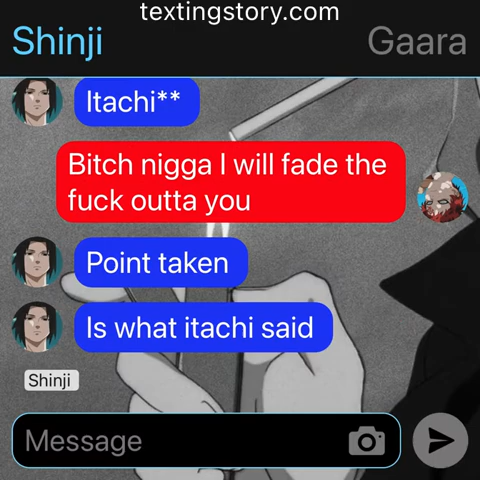 textingstory.com
Shinji
Gaara
Itachi**
Bitch nigga I will fade the
fuck outta you
Point taken
Is what itachi said
Shinji
Message